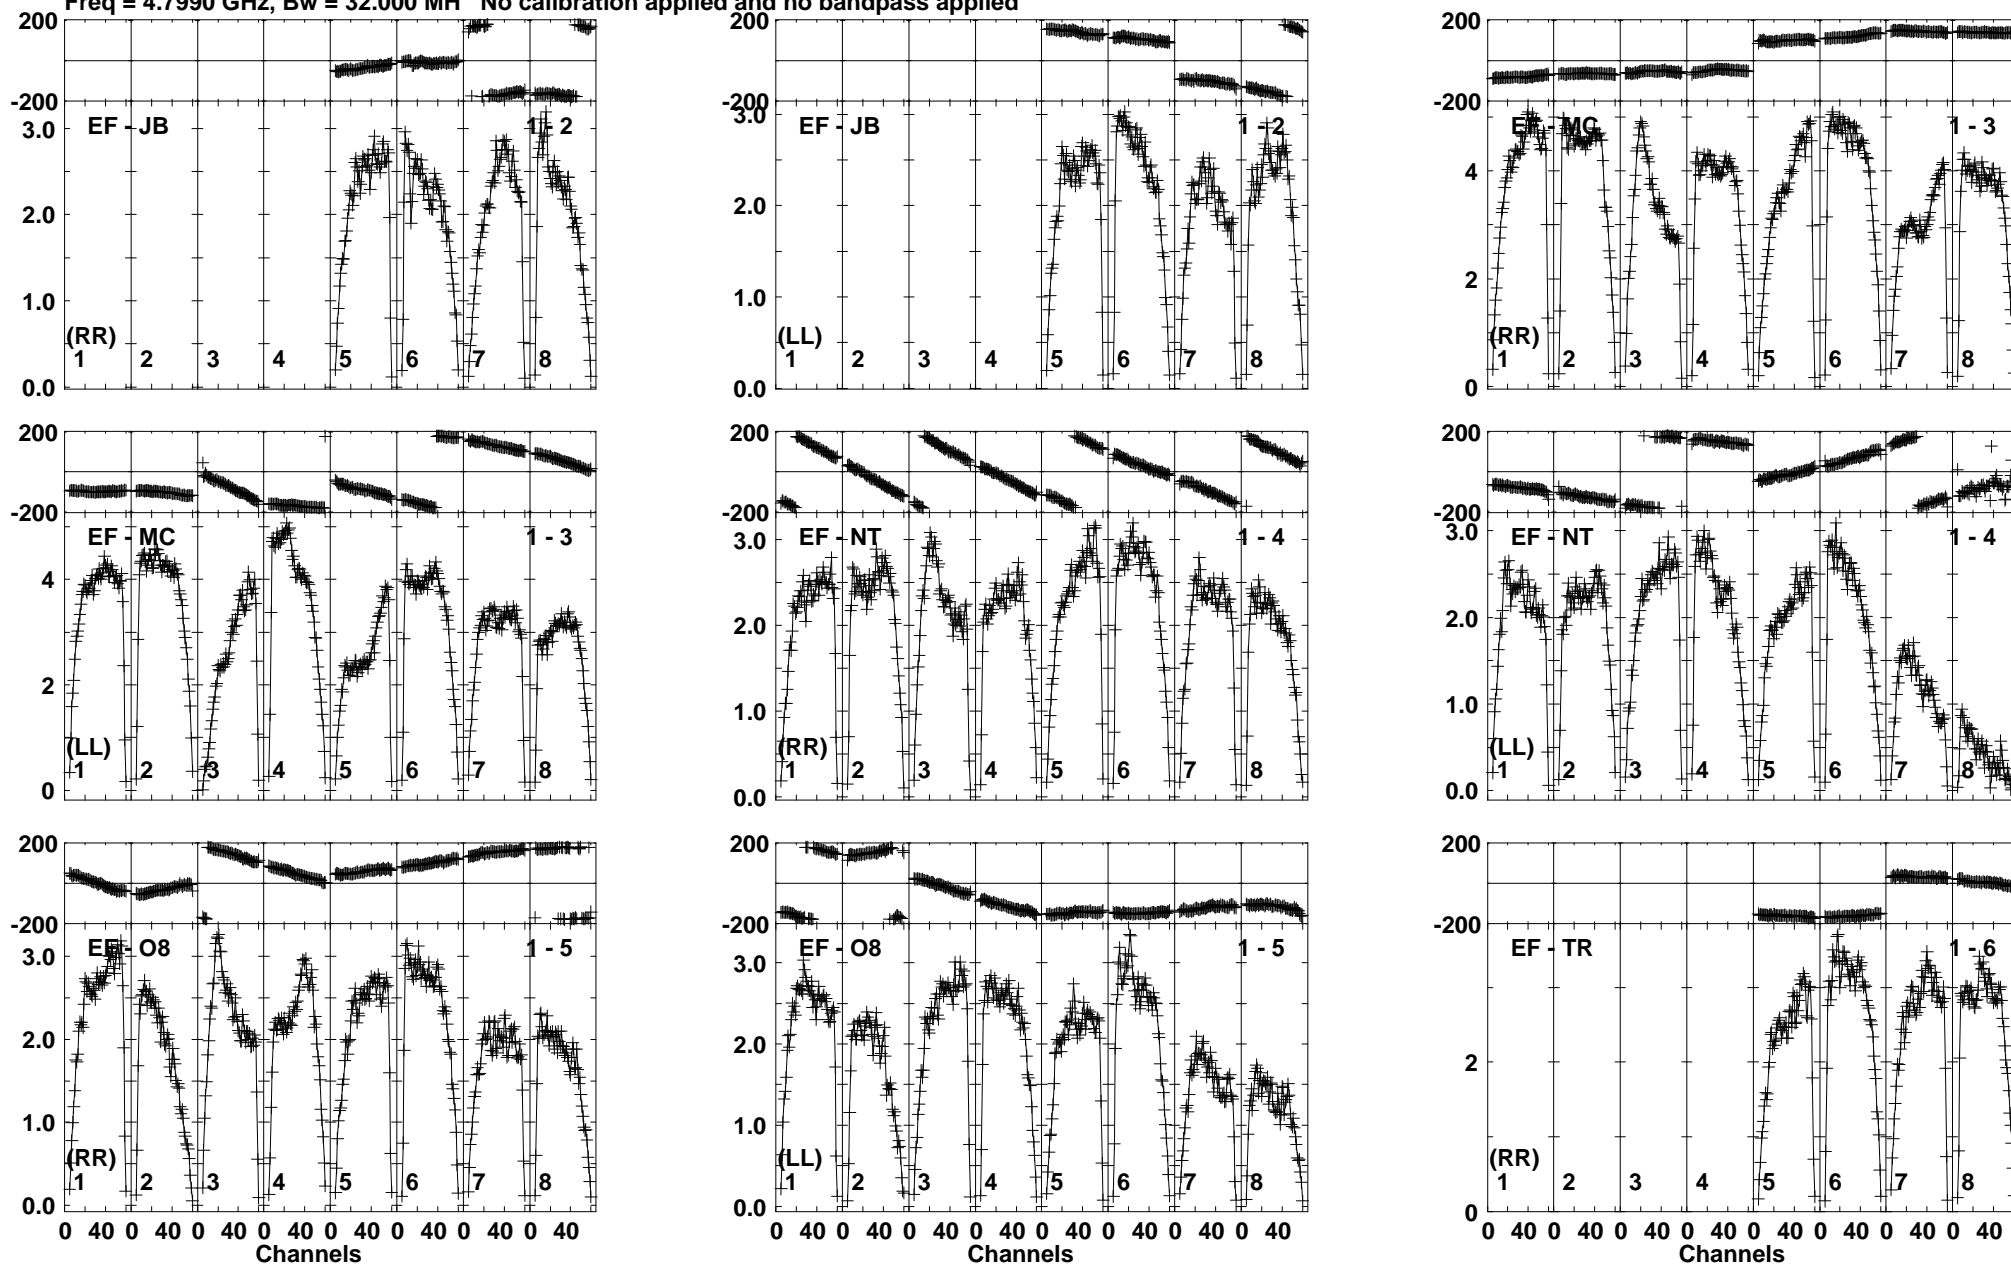 Freq = 4.7990 GHz, Bw = 32.000 MH No calibration applied and no bandpass applied
200 200 200
-200 -200 -200
EF - JB 1 - 2 EF - JB 1 - 2 EF - MC 1 - 3
3.0 3.0
4
2.0 2.0
2
1.0 1.0
(RR) (LL) (RR)
1 2 3 4 5 6 7 8 1 2 3 4 5 6 7 8 1 2 3 4 5 6 7 8
0.0 0.0 0
200 200 200
-200 -200 -200
EF - MC 1 - 3 EF - NT 1 - 4 EF - NT 1 - 4
3.0 3.0
4
2.0 2.0
2
1.0 1.0
(LL) (RR) (LL)
1 2 3 4 5 6 7 8 1 2 3 4 5 6 7 8 1 2 3 4 5 6 7 8
0 0.0 0.0
200 200 200
-200 -200 -200
EF - O8 1 - 5 EF - O8 1 - 5 EF - TR 1 - 6
3.0 3.0
2.0 2.0 2
1.0 1.0
(RR) (LL) (RR)
1 2 3 4 5 6 7 8 1 2 3 4 5 6 7 8 1 2 3 4 5 6 7 8
0.0 0.0 0
0 40 0 40 0 40 0 40 0 40 0 40 0 40 0 40 0 40 0 40 0 40 0 40 0 40 0 40 0 40 0 40 0 40 0 40 0 40 0 40 0 40 0 40 0 40 0 40
Channels Channels Channels